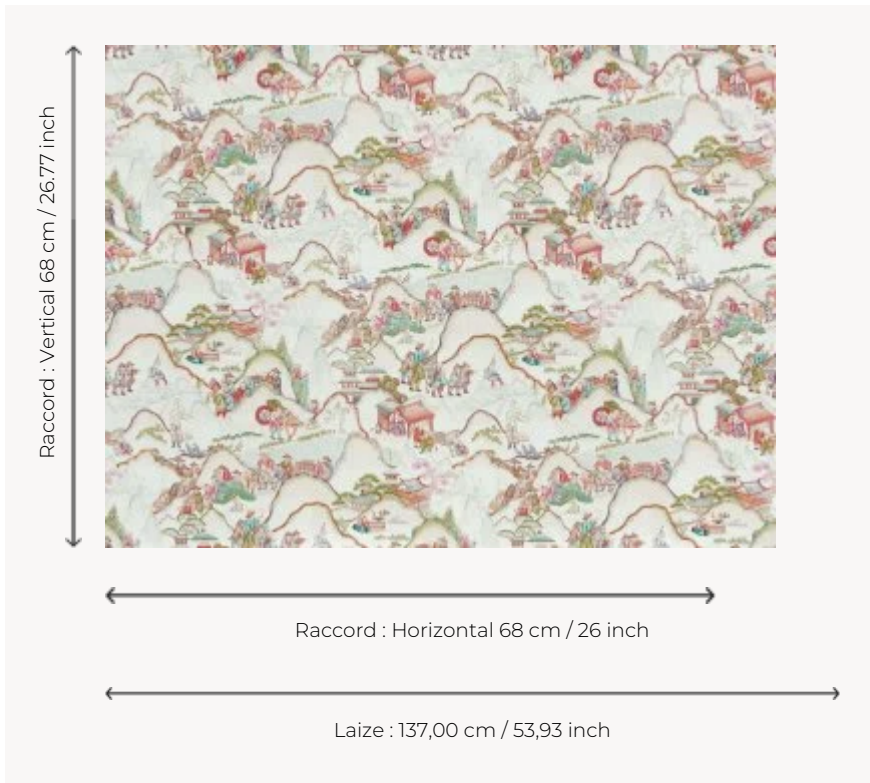 Raccord : Vertical 68 cm / 26.77 inch
Raccord : Horizontal 68 cm / 26 inch
Laize : 137,00 cm / 53,93 inch